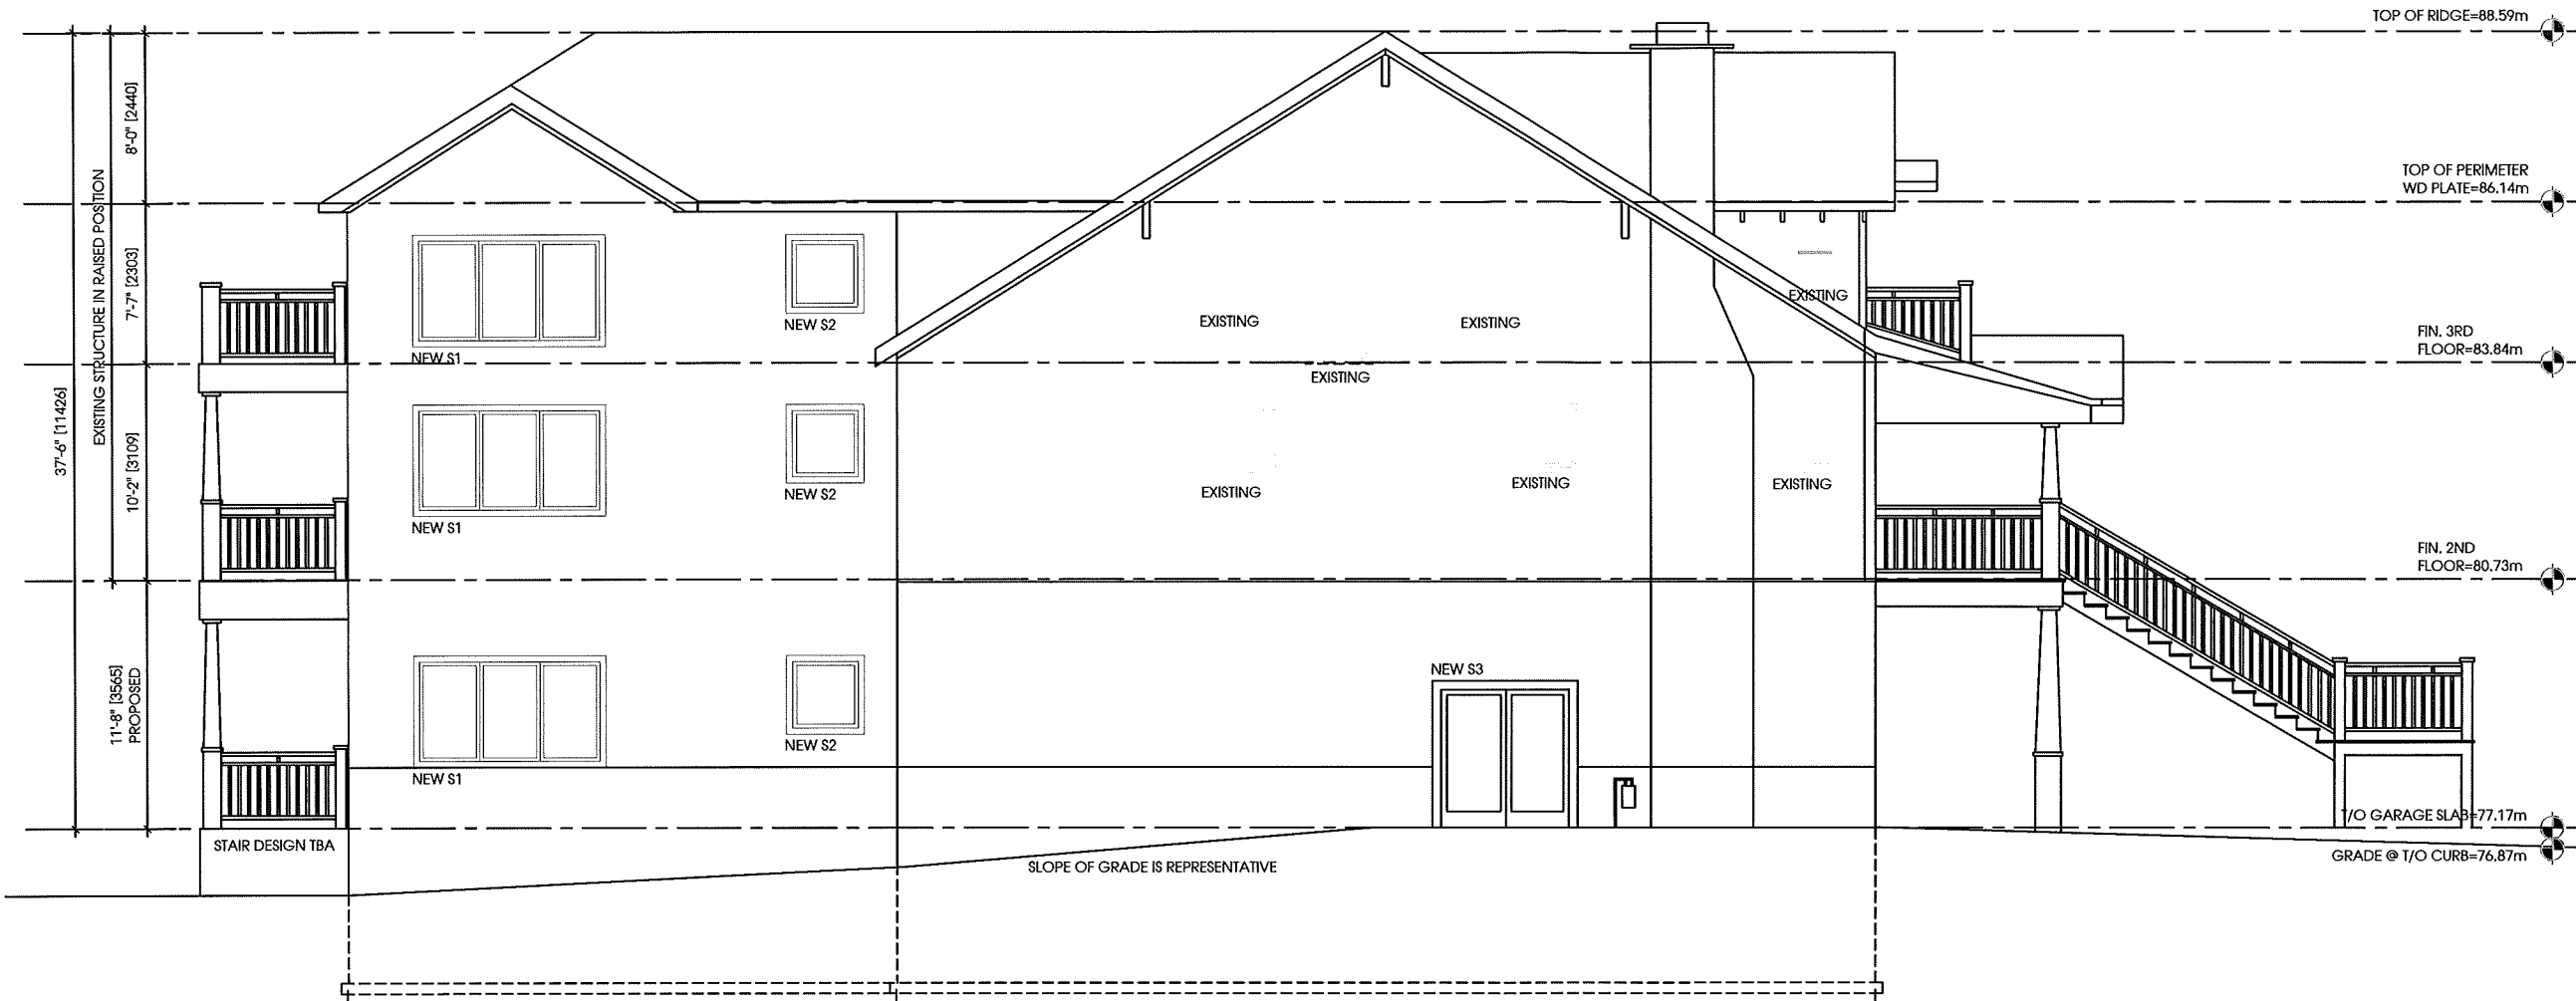 TOP OF RIDGE=88.59m
TOP OF PERIMETER
WD PLATE=86.14m
FIN. 3RD
FLOOR=83.84m
FIN. 2ND
FLOOR=80.73m
T/O GARAGE SLAB=77.17m
GRADE @ T/O CURB=76.87m
37'-6" [11426]
EXISTING STRUCTURE IN RAISED POSITION
8'-0" [2440]
7'-7" [2303]
10'-2" [3109]
11'-8" [3565]
PROPOSED
NEW S1
NEW S2
EXISTING
EXISTING
EXISTING
EXISTING
NEW S1
NEW S2
EXISTING
EXISTING
EXISTING
NEW S1
NEW S2
NEW S3
STAIR DESIGN TBA
SLOPE OF GRADE IS REPRESENTATIVE